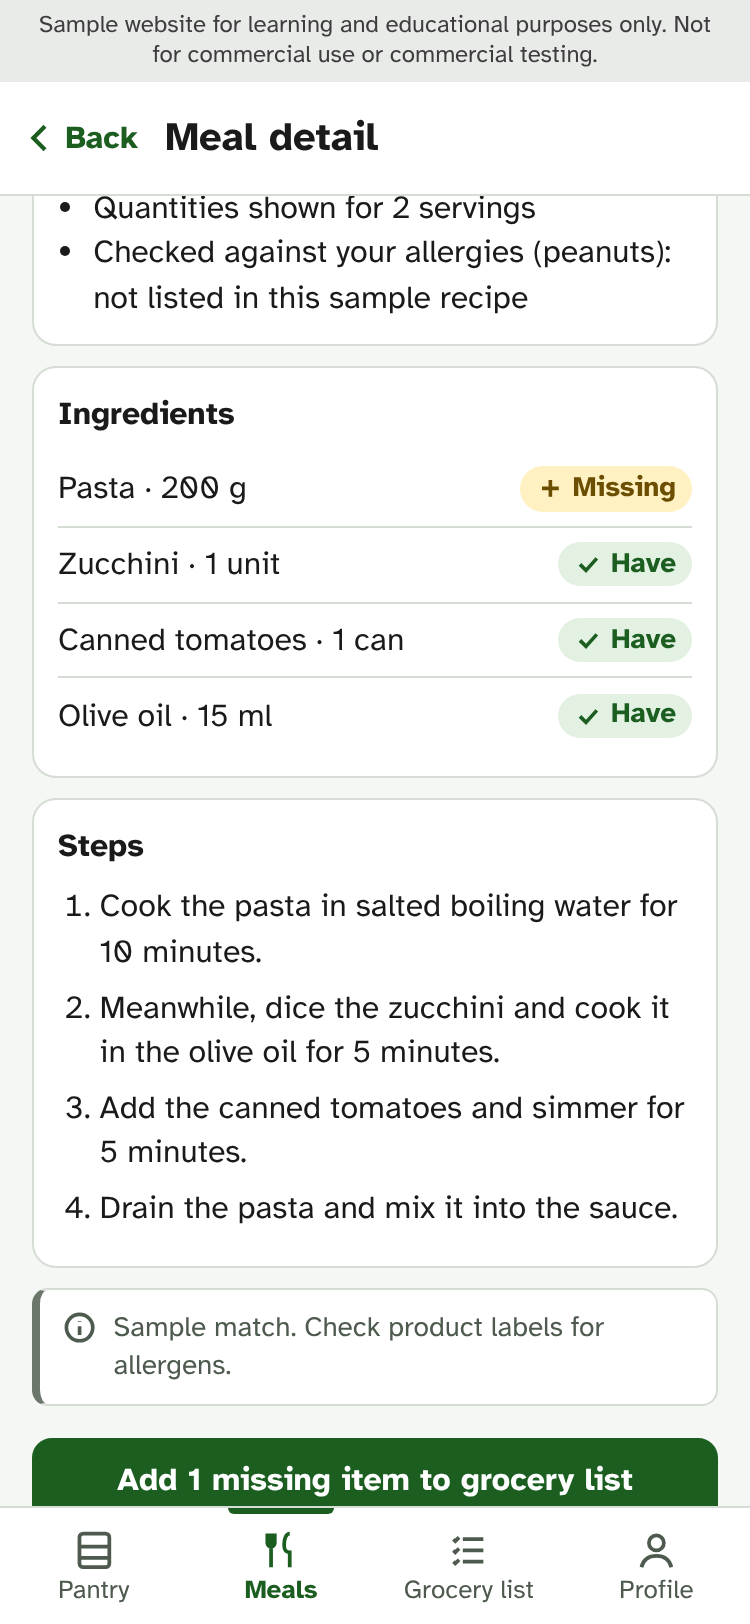 Sample website for learning and educational purposes only. Not
for commercial use or commercial testing.
Back Meal detail
• Quantities shown for 2 servings
• Checked against your allergies (peanuts):
not listed in this sample recipe
Ingredients
Pasta · 200 g + Missing
Zucchini · 1 unit ✓ Have
Canned tomatoes · 1 can ✓ Have
Olive oil · 15 ml ✓ Have
Steps
1. Cook the pasta in salted boiling water for
10 minutes.
2. Meanwhile, dice the zucchini and cook it
in the olive oil for 5 minutes.
3. Add the canned tomatoes and simmer for
5 minutes.
4. Drain the pasta and mix it into the sauce.
Sample match. Check product labels for
allergens.
Add 1 missing item to grocery list
Pantry Meals Grocery list Profile